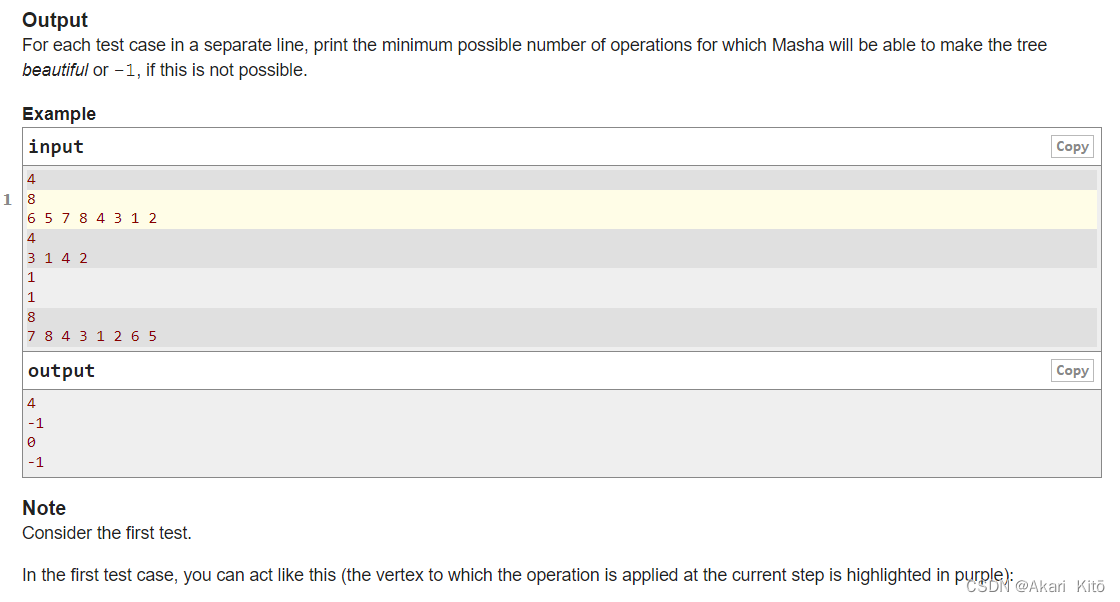 Output
For each test case in a separate line, print the minimum possible number of operations for which Masha will be able to make the tree
beautiful or -1, if this is not possible.
Example
input
Copy
4
1
8
6 5 7 8 4 3 1 2
4
3 1 4 2
1
1
8
7 8 4 3 1 2 6 5
output
Copy
4
-1
0
-1
Note
Consider the first test.
In the first test case, you can act like this (the vertex to which the operation is applied at the current step is highlighted in purple):
CSDN @Akari_Kitō